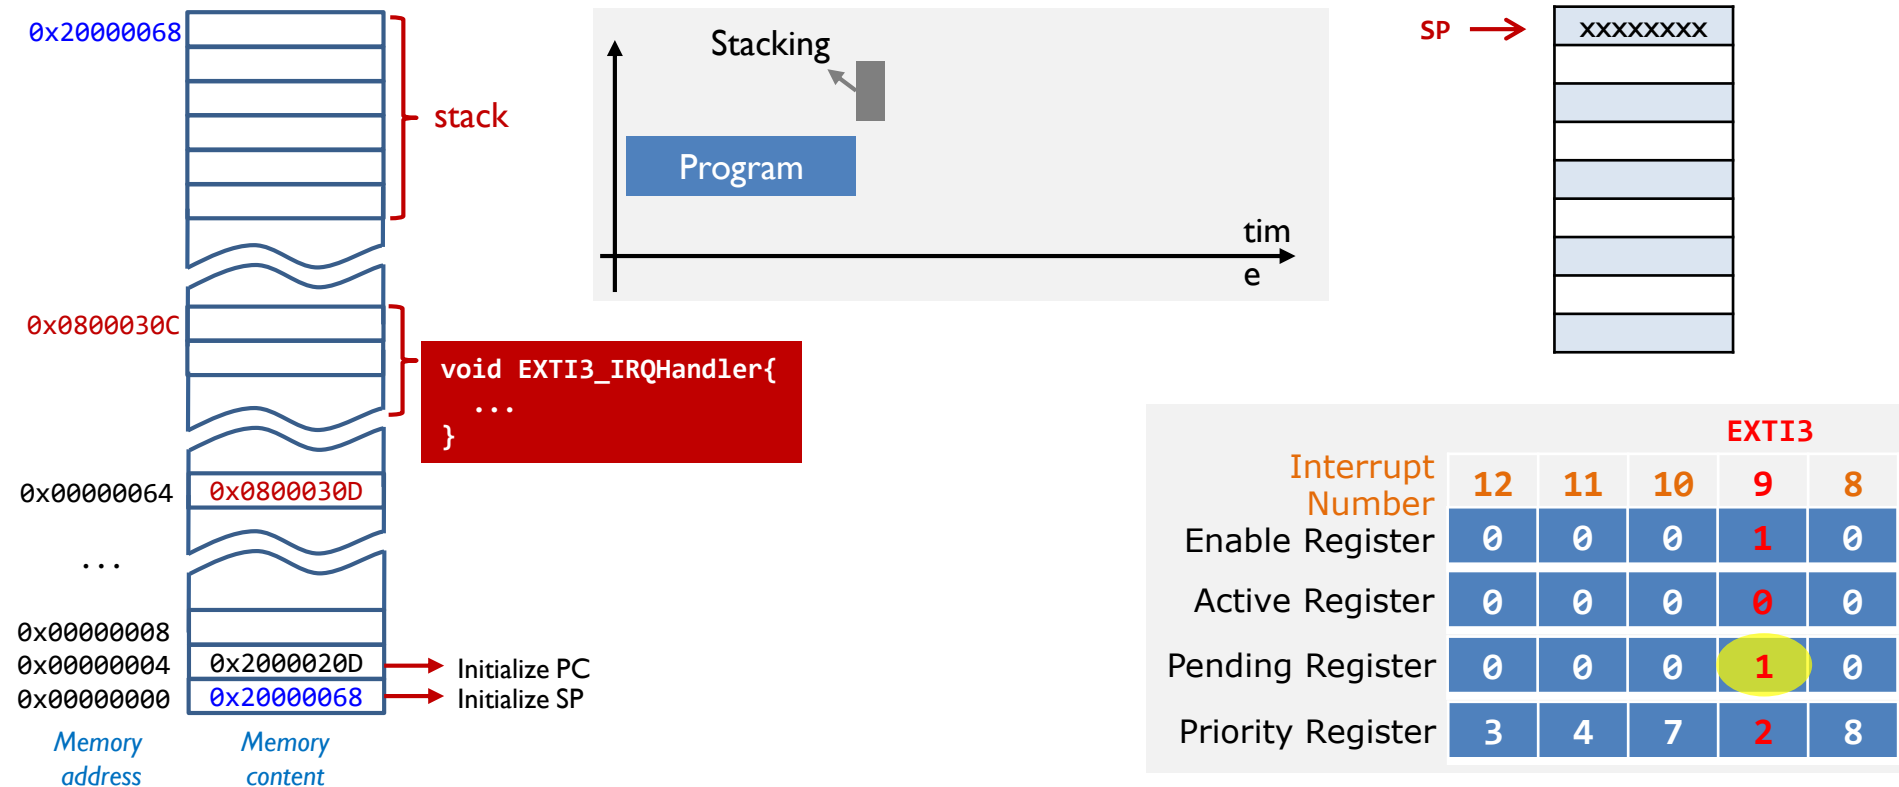 0x20000068
stack
0x0800030C
void EXTI3_IRQHandler{
...
}
0x00000064 0x0800030D
...
0x00000008
0x00000004 0x2000020D Initialize PC
0x00000000 0x20000068 Initialize SP
Memory address
Memory content
Stacking
Program
tim
e
SP xxxxxxxx
EXTI3
Interrupt
Number 12 11 10 9 8
Enable Register 0 0 0 1 0
Active Register 0 0 0 0 0
Pending Register 0 0 0 1 0
Priority Register 3 4 7 2 8